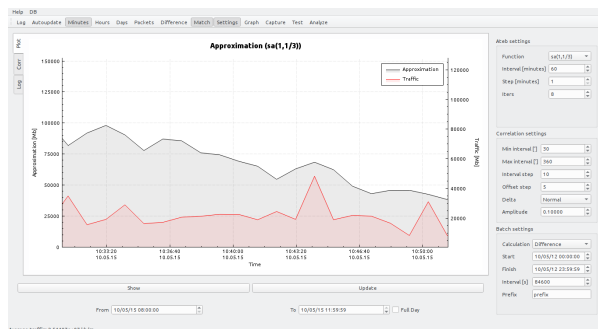 Help DB
Log Autoupdate Minutes Hours Days Packets Difference Match Settings Graph Capture Test Analyze
Plot
Corr
Log
Approximation (sa(1,1/3))
Approximation
Traffic
Approximation [Mb]
150000
125000
100000
75000
50000
25000
0
120000
100000
80000
60000
40000
20000
Traffic [Mb]
10:33:20 10:36:40 10:40:00 10:43:20 10:46:40 10:50:00
10.05.15 10.05.15 10.05.15 10.05.15 10.05.15 10.05.15
Time
Show Update
From 10/05/15 08:00:00 To 10/05/15 11:59:59 Full Day
Ateb settings
Function sa(1,1/3)
Interval [minutes] 60
Step [minutes] 1
Iters 8
Correlation settings
Min interval [']  30
Max interval ['] 360
Interval step 10
Offset step 5
Delta Normal
Amplitude 0,10000
Batch settings
Calculation Difference
Start 10/05/12 00:00:00
Finish 10/05/12 23:59:59
Interval [s] 84600
Prefix prefix